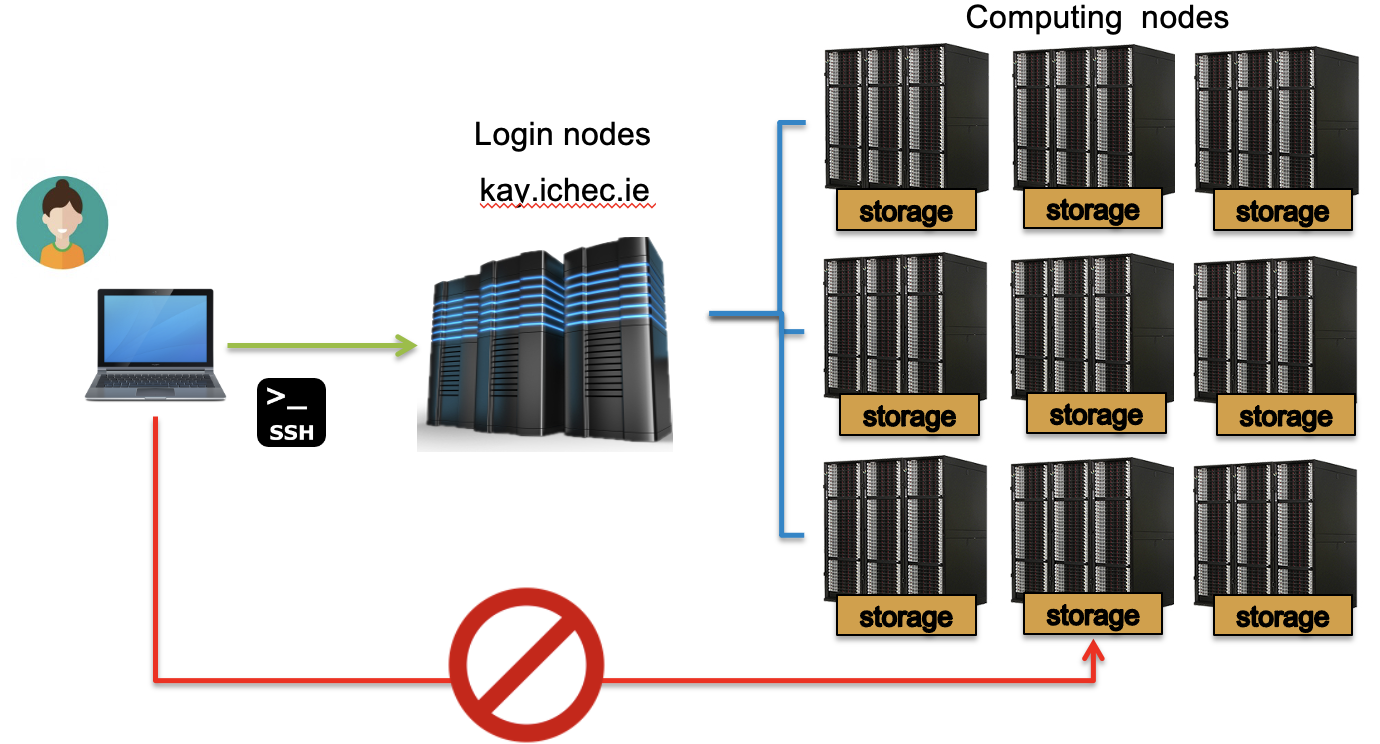 Computing nodes
Login nodes
kay.ichec.ie
>_
SSH
storage
storage
storage
storage
storage
storage
storage
storage
storage